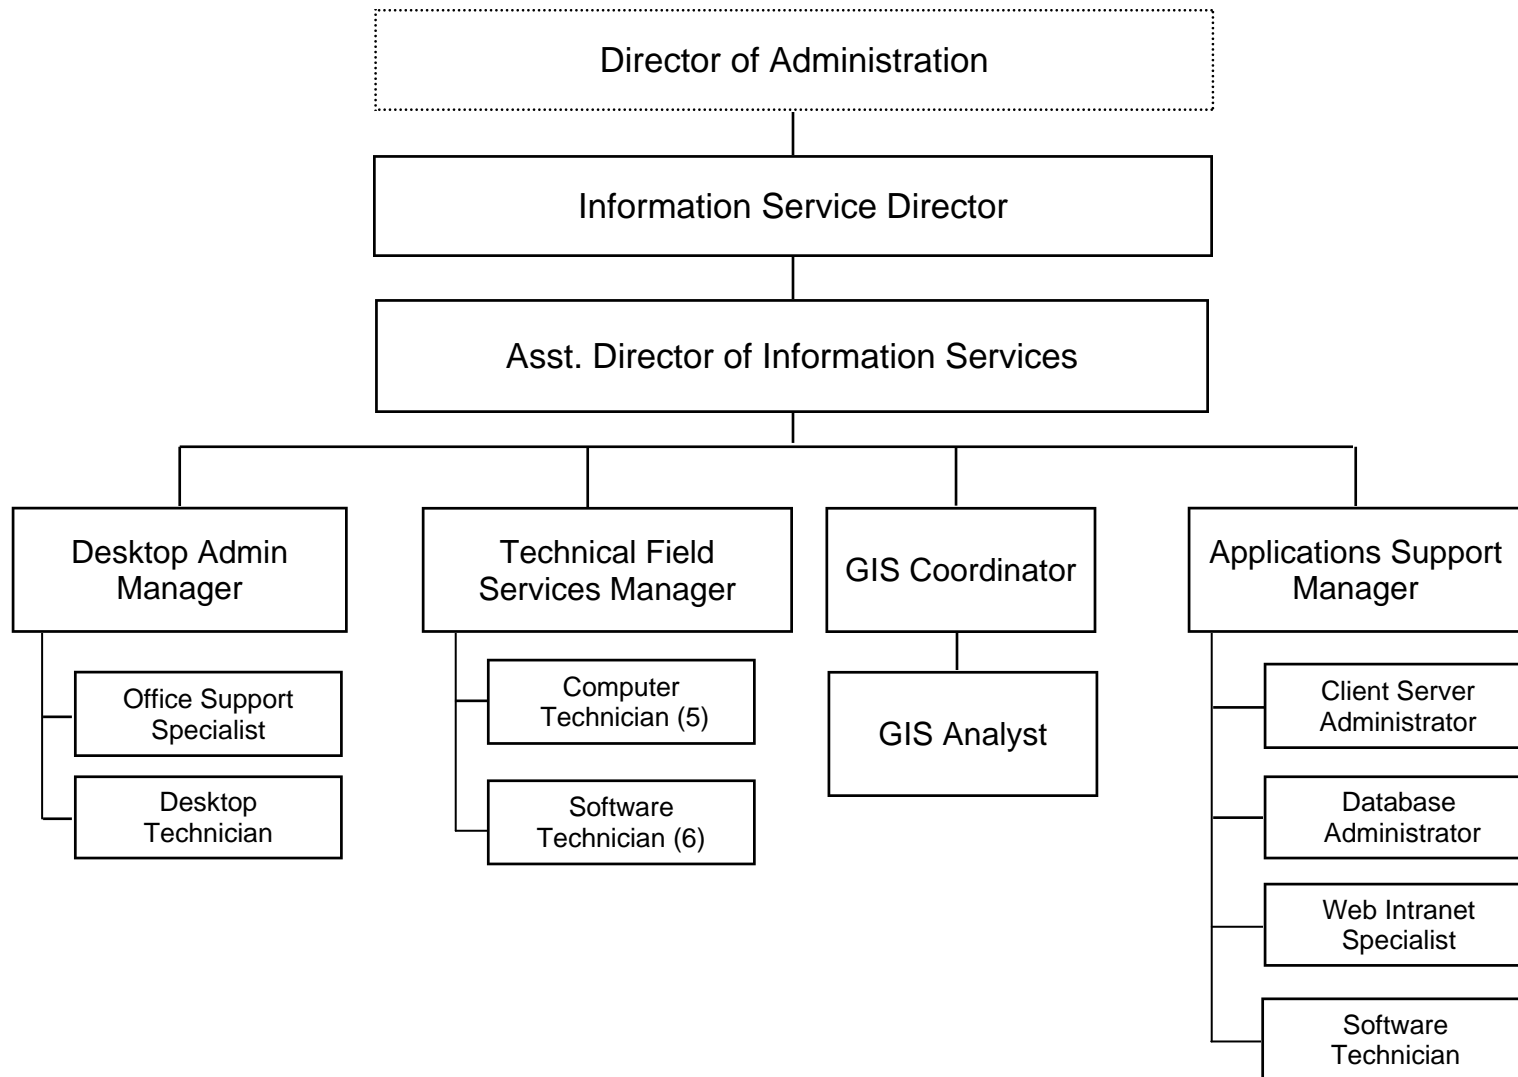 Director of Administration
Information Service Director
Asst. Director of Information Services
Desktop Admin
Manager
Technical Field
Services Manager
GIS Coordinator
Applications Support
Manager
Office Support
Specialist
Desktop
Technician
Computer
Technician (5)
Software
Technician (6)
GIS Analyst
Client Server
Administrator
Database
Administrator
Web Intranet
Specialist
Software
Technician